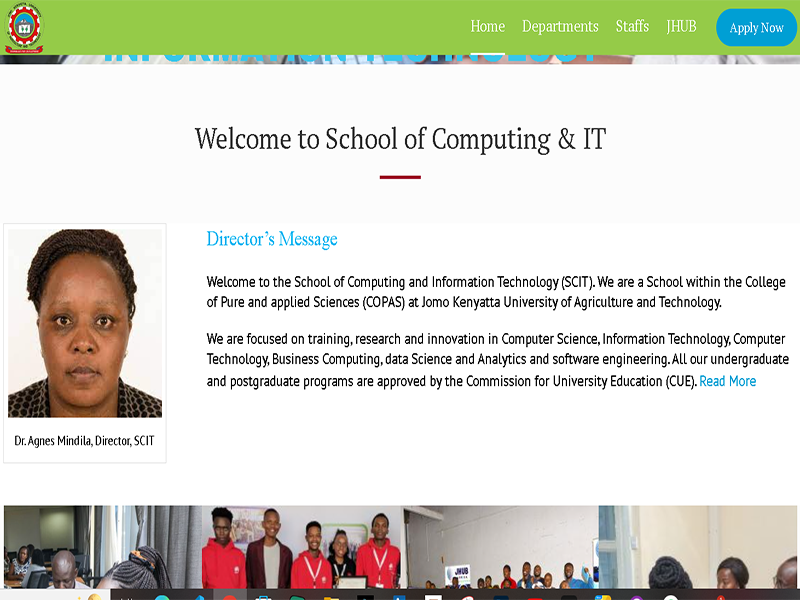 Home Departments Staffs JHUB Apply Now
INFORMATION TECHNOLOGY
Welcome to School of Computing & IT
Director's Message
Welcome to the School of Computing and Information Technology (SCIT). We are a School within the College
of Pure and applied Sciences (COPAS) at Jomo Kenyatta University of Agriculture and Technology.
We are focused on training, research and innovation in Computer Science, Information Technology, Computer
Technology, Business Computing, data Science and Analytics and software engineering. All our undergraduate
and postgraduate programs are approved by the Commission for University Education (CUE). Read More
Dr. Agnes Mindila, Director, SCIT
JHUB